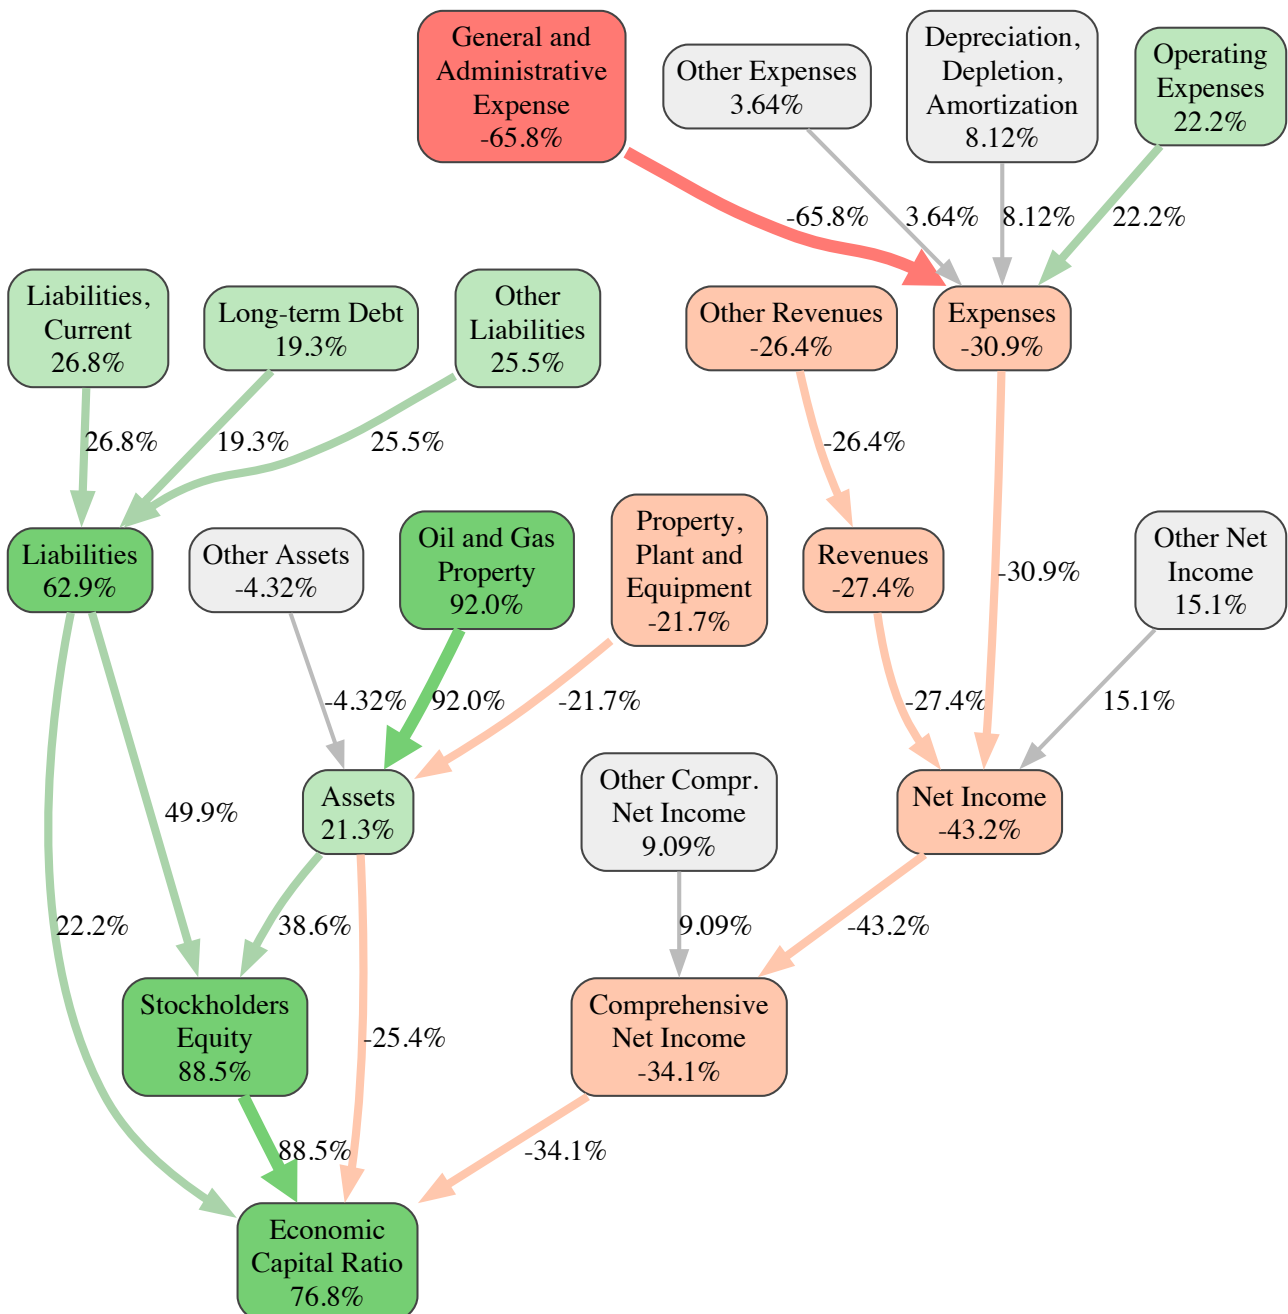 General and
Administrative
Expense
-65.8%
Other Expenses
3.64%
Depreciation,
Depletion,
Amortization
8.12%
Operating
Expenses
22.2%
-65.8%
3.64%
8.12%
22.2%
Liabilities,
Current
26.8%
Long-term Debt
19.3%
Other
Liabilities
25.5%
Other Revenues
-26.4%
Expenses
-30.9%
26.8%
19.3%
25.5%
-26.4%
Liabilities
62.9%
Other Assets
-4.32%
Oil and Gas
Property
92.0%
Property,
Plant and
Equipment
-21.7%
Revenues
-27.4%
-30.9%
Other Net
Income
15.1%
-4.32%
92.0%
-21.7%
-27.4%
15.1%
49.9%
Assets
21.3%
Other Compr.
Net Income
9.09%
Net Income
-43.2%
22.2%
38.6%
9.09%
-43.2%
Stockholders
Equity
88.5%
-25.4%
Comprehensive
Net Income
-34.1%
88.5%
-34.1%
Economic
Capital Ratio
76.8%